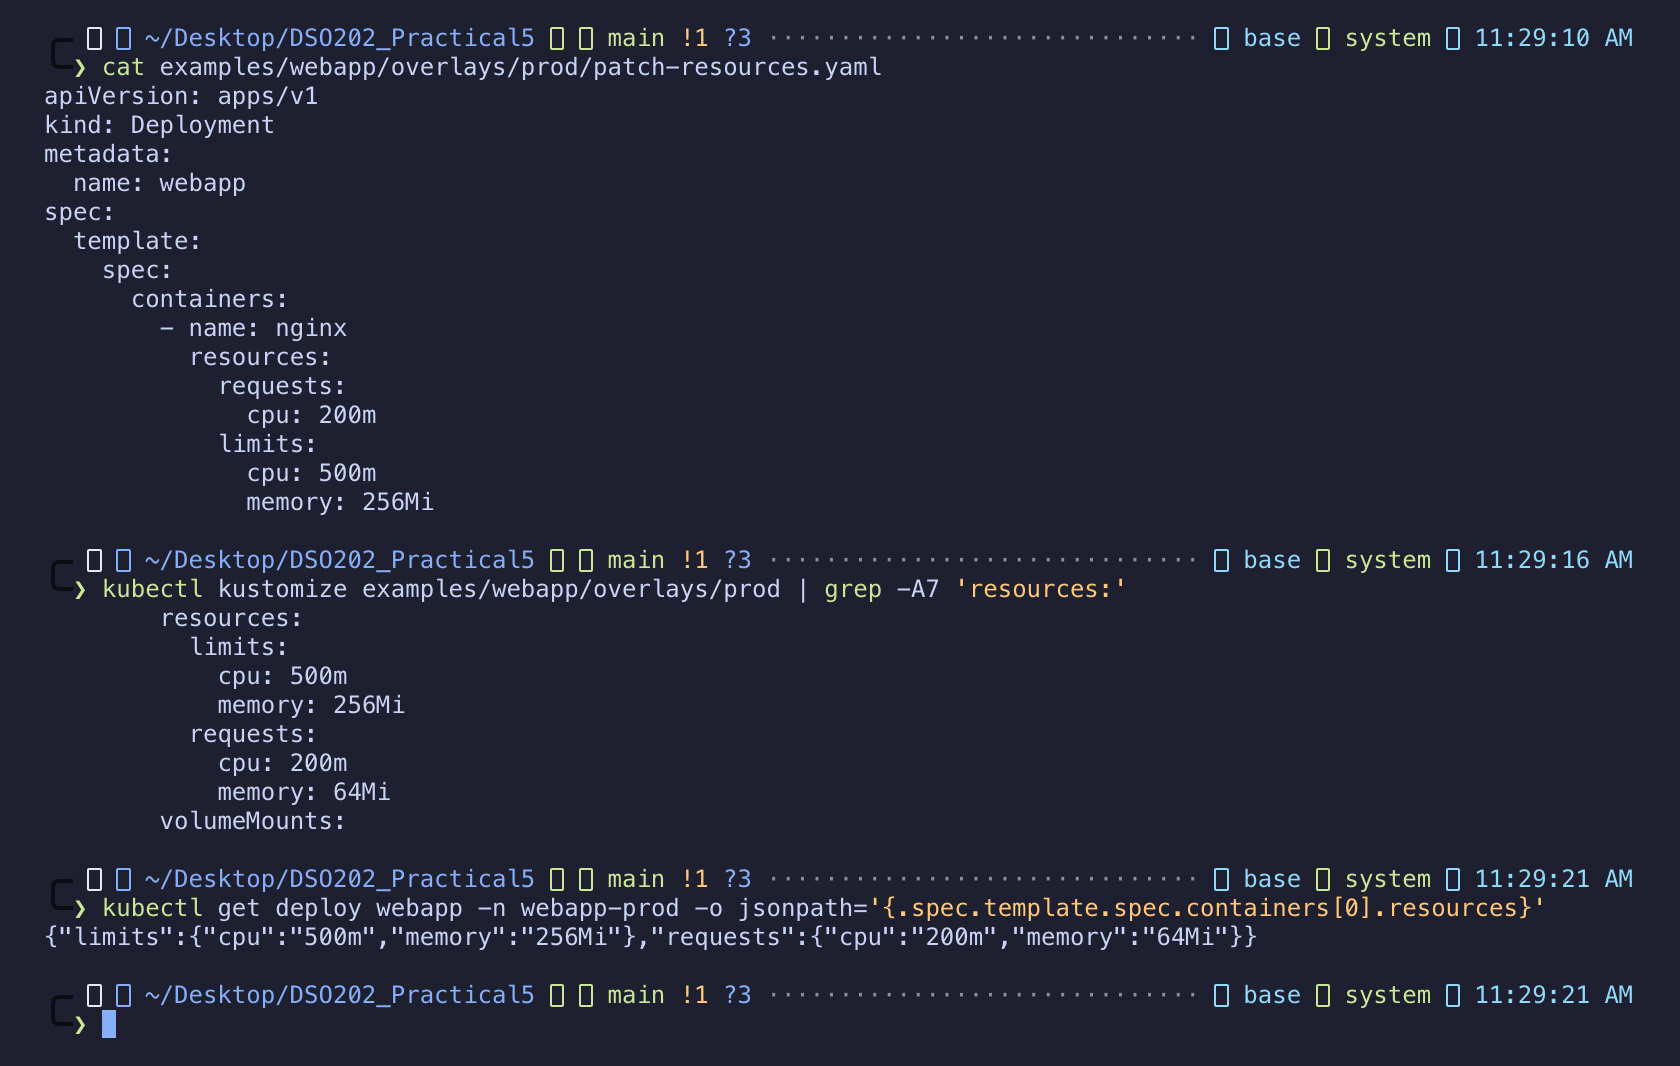 ~/Desktop/DSO202_Practical5 main !1 ?3 ······························ base system 11:29:10 AM
❯ cat examples/webapp/overlays/prod/patch-resources.yaml
apiVersion: apps/v1
kind: Deployment
metadata:
  name: webapp
spec:
  template:
    spec:
      containers:
        - name: nginx
          resources:
            requests:
              cpu: 200m
            limits:
              cpu: 500m
              memory: 256Mi
~/Desktop/DSO202_Practical5 main !1 ?3 ······························ base system 11:29:16 AM
❯ kubectl kustomize examples/webapp/overlays/prod | grep -A7 'resources:'
        resources:
          limits:
            cpu: 500m
            memory: 256Mi
          requests:
            cpu: 200m
            memory: 64Mi
        volumeMounts:
~/Desktop/DSO202_Practical5 main !1 ?3 ······························ base system 11:29:21 AM
❯ kubectl get deploy webapp -n webapp-prod -o jsonpath='{.spec.template.spec.containers[0].resources}'
{"limits":{"cpu":"500m","memory":"256Mi"},"requests":{"cpu":"200m","memory":"64Mi"}}
~/Desktop/DSO202_Practical5 main !1 ?3 ······························ base system 11:29:21 AM
❯